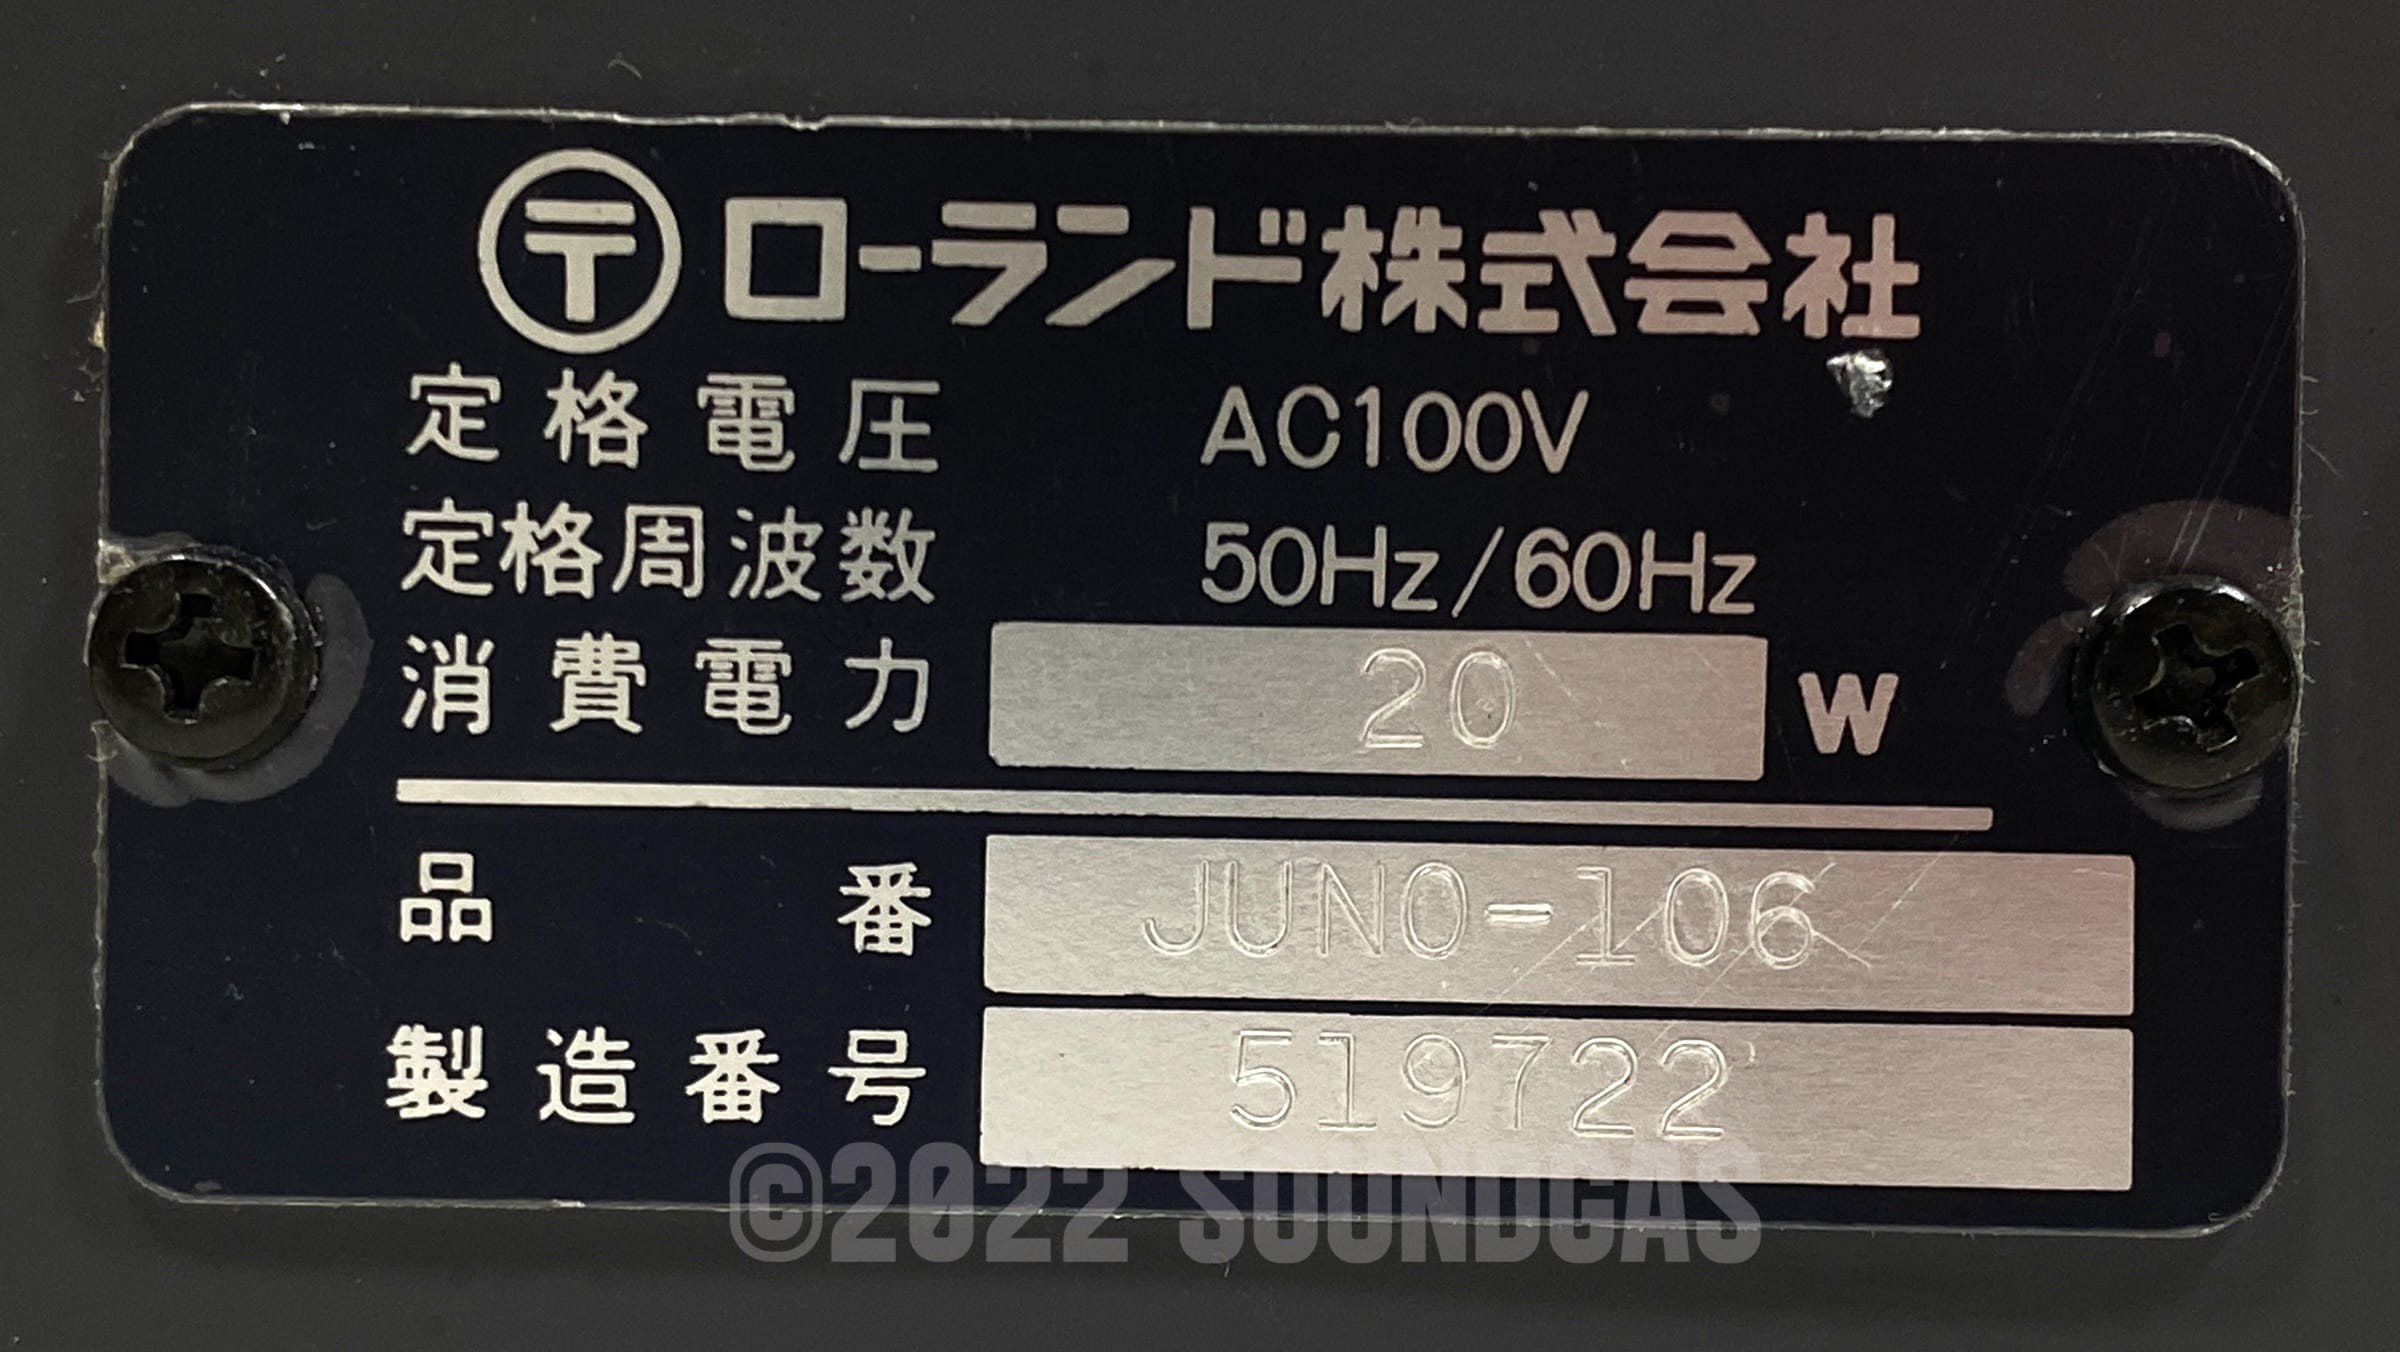 〒 ローランド株式会社
定格電圧 AC100V
定格周波数 50Hz/60Hz
消費電力 20 W
品番 JUNO-106
製造番号 519722
©2022 SOUNDGAS